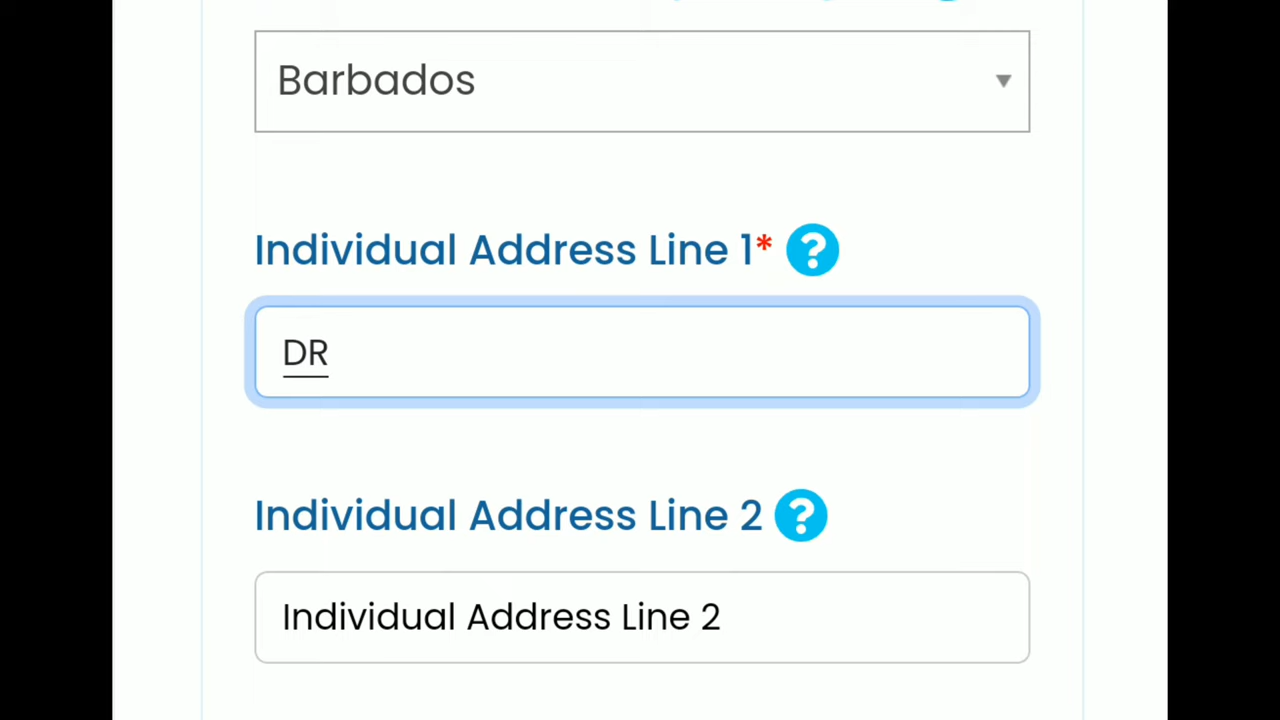 Barbados
Individual Address Line 1* ?
DR
Individual Address Line 2 ?
Individual Address Line 2